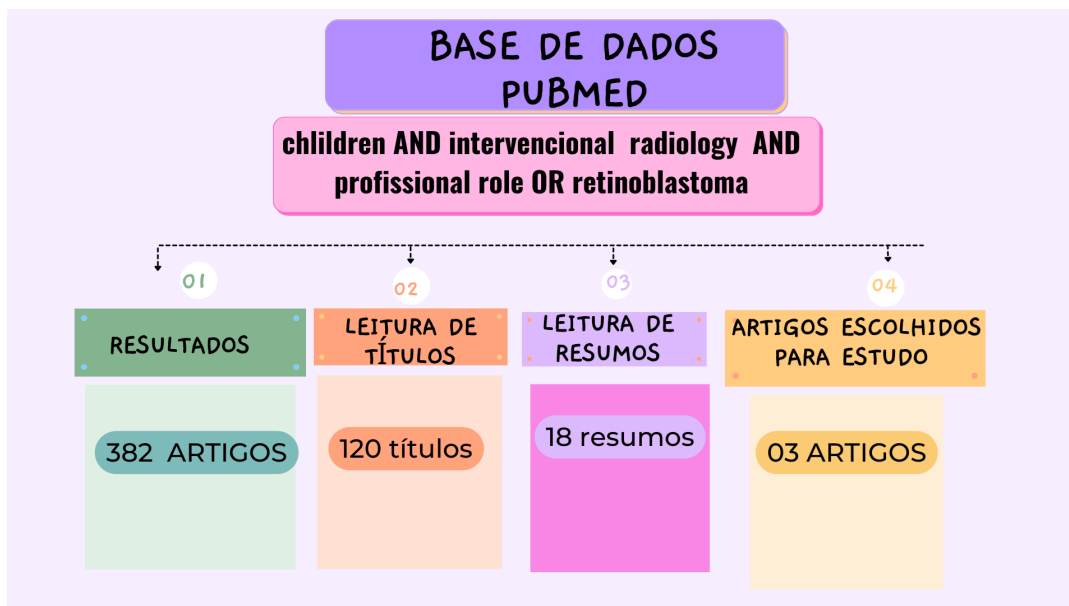 BASE DE DADOS
PUBMED
chlildren AND intervencional radiology AND
profissional role OR retinoblastoma
01
RESULTADOS
382 ARTIGOS
02
LEITURA DE
TÍTULOS
120 títulos
03
LEITURA DE
RESUMOS
18 resumos
04
ARTIGOS ESCOLHIDOS
PARA ESTUDO
03 ARTIGOS